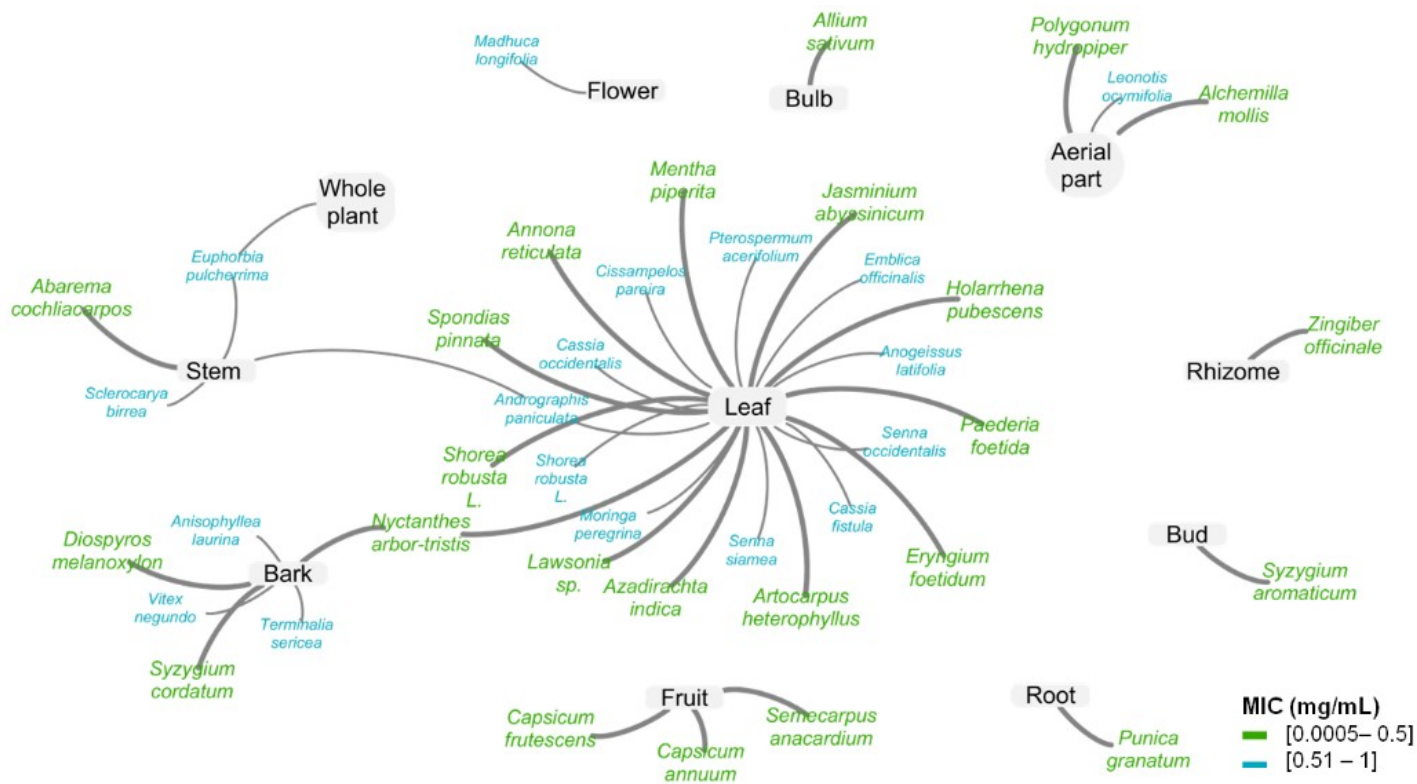 Madhuca
longifolia
Flower
Allium
sativum
Bulb
Polygonum
hydropiper
Leonotis
ocymifolia
Alchemilla
mollis
Aerial
part
Whole
plant
Euphorbia
pulcherrima
Abarema
cochliacarpos
Stem
Sclerocarya
birrea
Mentha
piperita
Jasminium
abyssinicum
Annona
reticulata
Pterospermum
acerifolium
Cissampelos
pareira
Emblica
officinalis
Holarrhena
pubescens
Spondias
pinnata
Cassia
occidentalis
Anogeissus
latifolia
Andrographis
paniculata
Leaf
Paederia
foetida
Senna
occidentalis
Shorea
robusta
L.
Shorea
robusta
L.
Moringa
peregrina
Senna
siamea
Cassia
fistula
Nyctanthes
arbor-tristis
Lawsonia
sp.
Azadirachta
indica
Artocarpus
heterophyllus
Eryngium
foetidum
Zingiber
officinale
Rhizome
Bud
Syzygium
aromaticum
Anisophyllea
laurina
Diospyros
melanoxylon
Bark
Vitex
negundo
Terminalia
sericea
Syzygium
cordatum
Fruit
Capsicum
frutescens
Capsicum
annuum
Semecarpus
anacardium
Root
Punica
granatum
MIC (mg/mL)
[0.0005– 0.5]
[0.51 – 1]